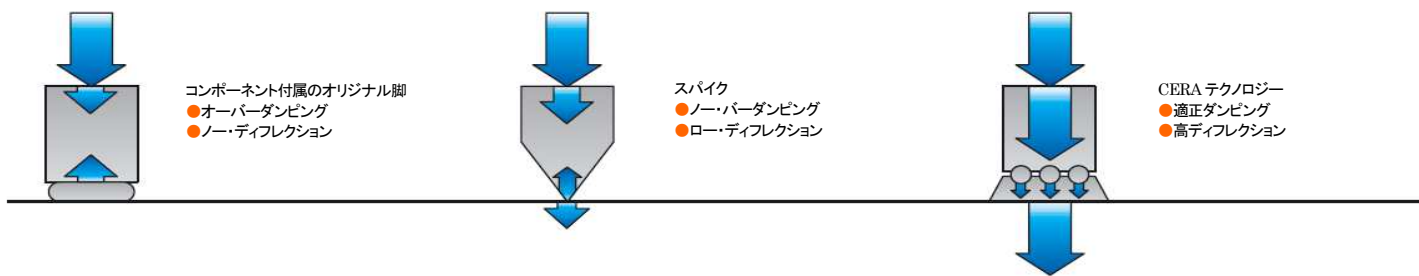 コンポーネント付属のオリジナル脚
●オーバーダンピング
●ノー・ディフレクション
スパイク
●ノー・バーダンピング
●ロー・ディフレクション
CERA テクノロジー
●適正ダンピング
●高ディフレクション